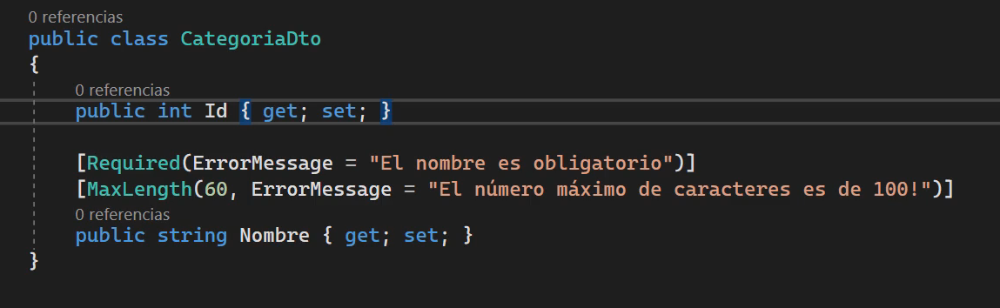 0 referencias
public class CategoriaDto
{
0 referencias
public int Id { get; set; }
[Required(ErrorMessage = "El nombre es obligatorio")]
[MaxLength(60, ErrorMessage = "El número máximo de caracteres es de 100!")]
0 referencias
public string Nombre { get; set; }
}